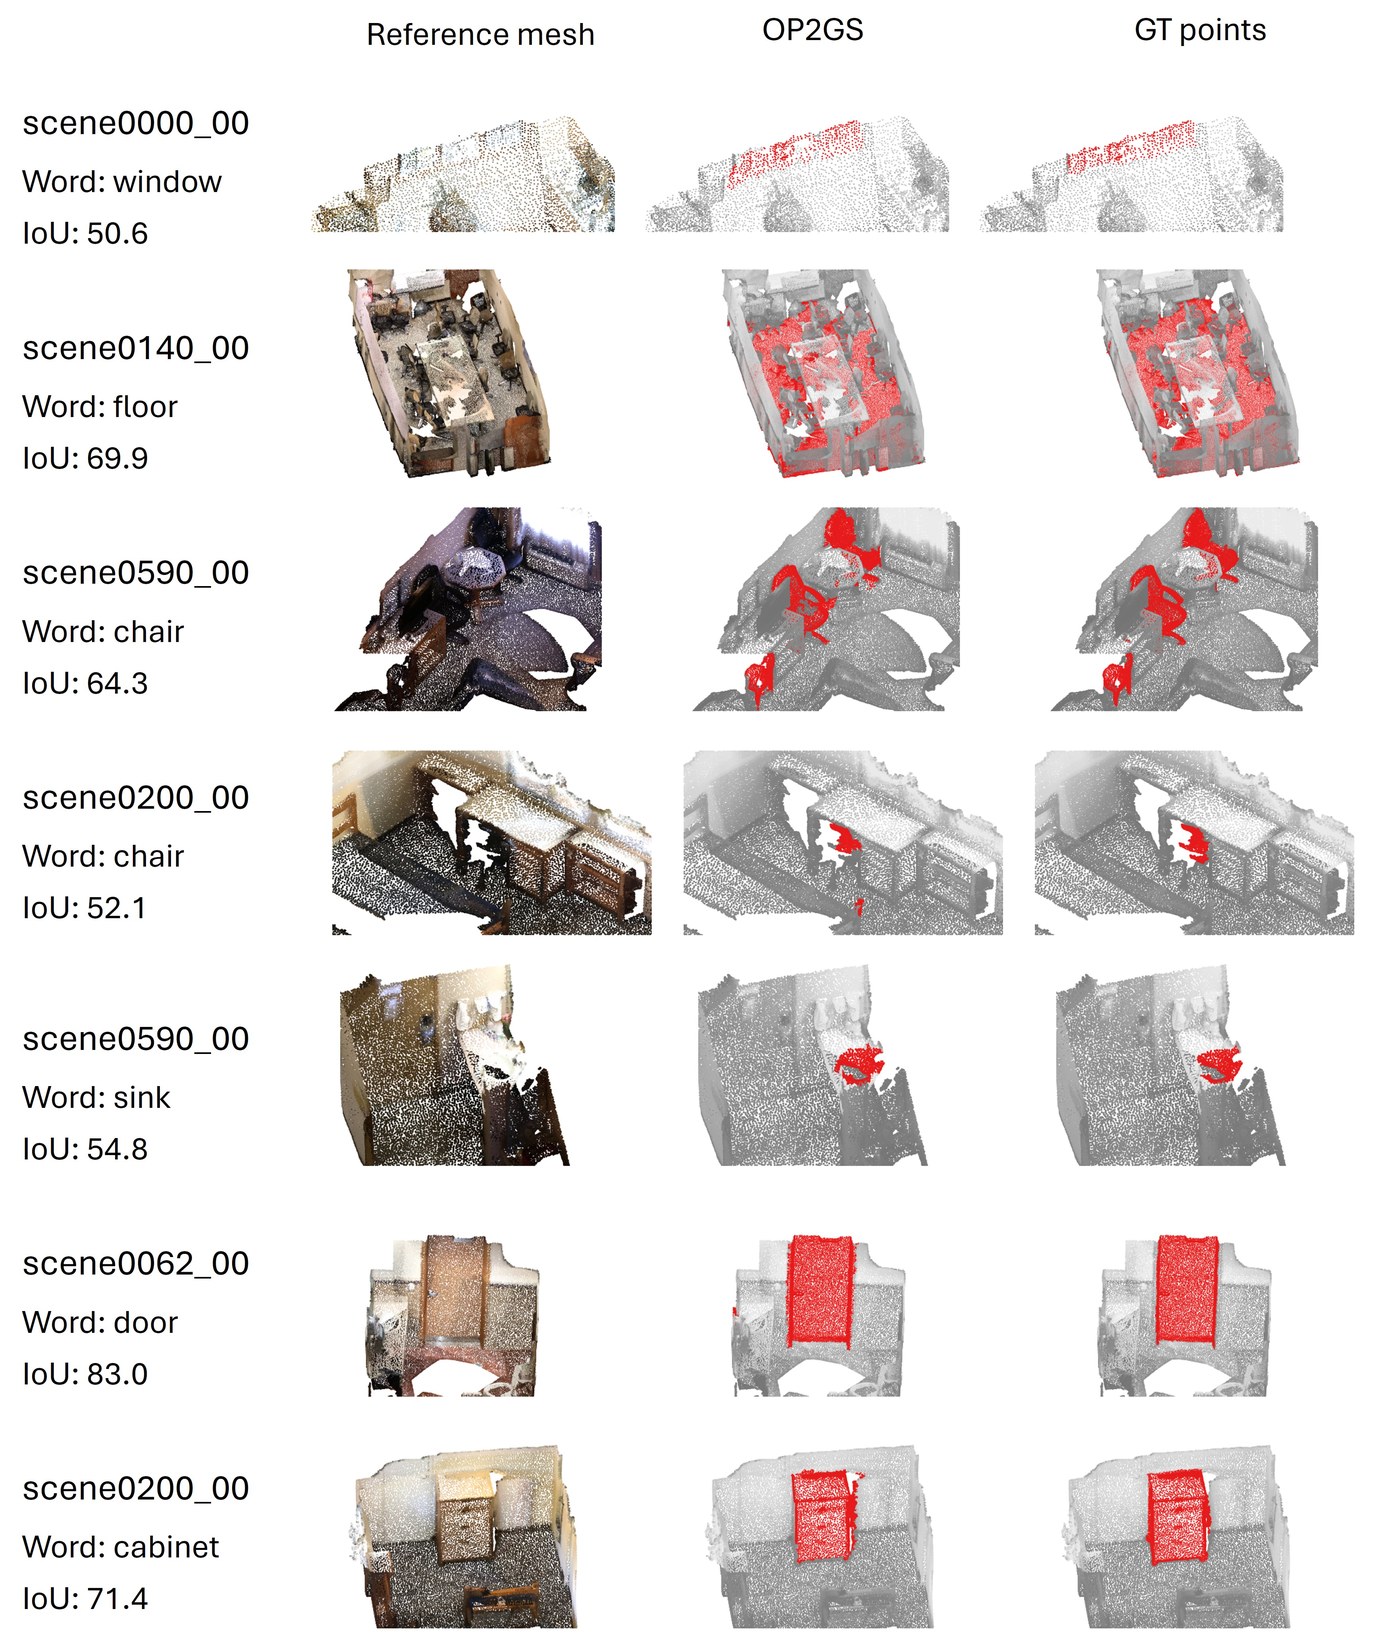 Reference mesh
OP2GS
GT points
scene0000_00
Word: window
IoU: 50.6
scene0140_00
Word: floor
IoU: 69.9
scene0590_00
Word: chair
IoU: 64.3
scene0200_00
Word: chair
IoU: 52.1
scene0590_00
Word: sink
IoU: 54.8
scene0062_00
Word: door
IoU: 83.0
scene0200_00
Word: cabinet
IoU: 71.4